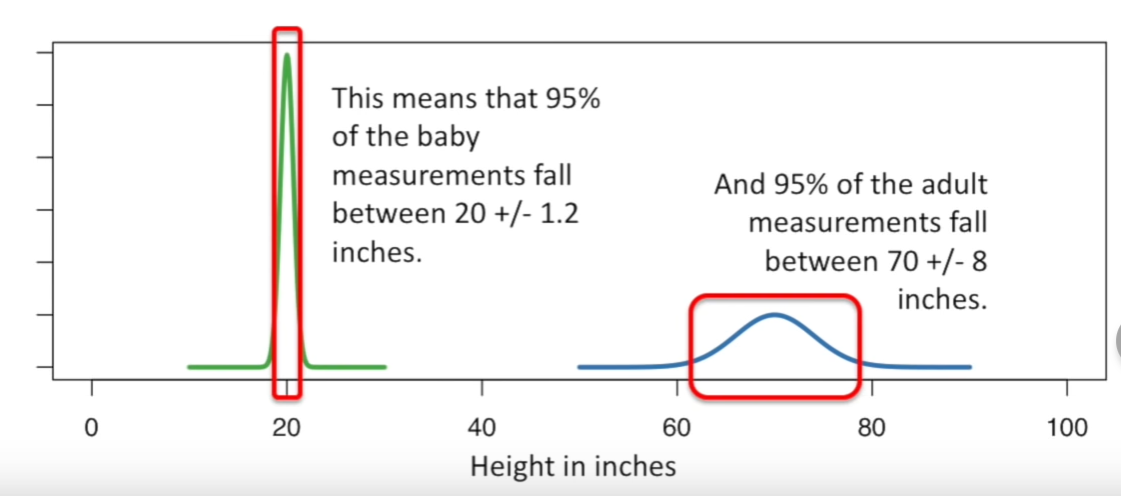 This means that 95%
of the baby
measurements fall
between 20 +/- 1.2
inches.
And 95% of the adult
measurements fall
between 70 +/- 8
inches.
0 20 40 60 80 100
Height in inches